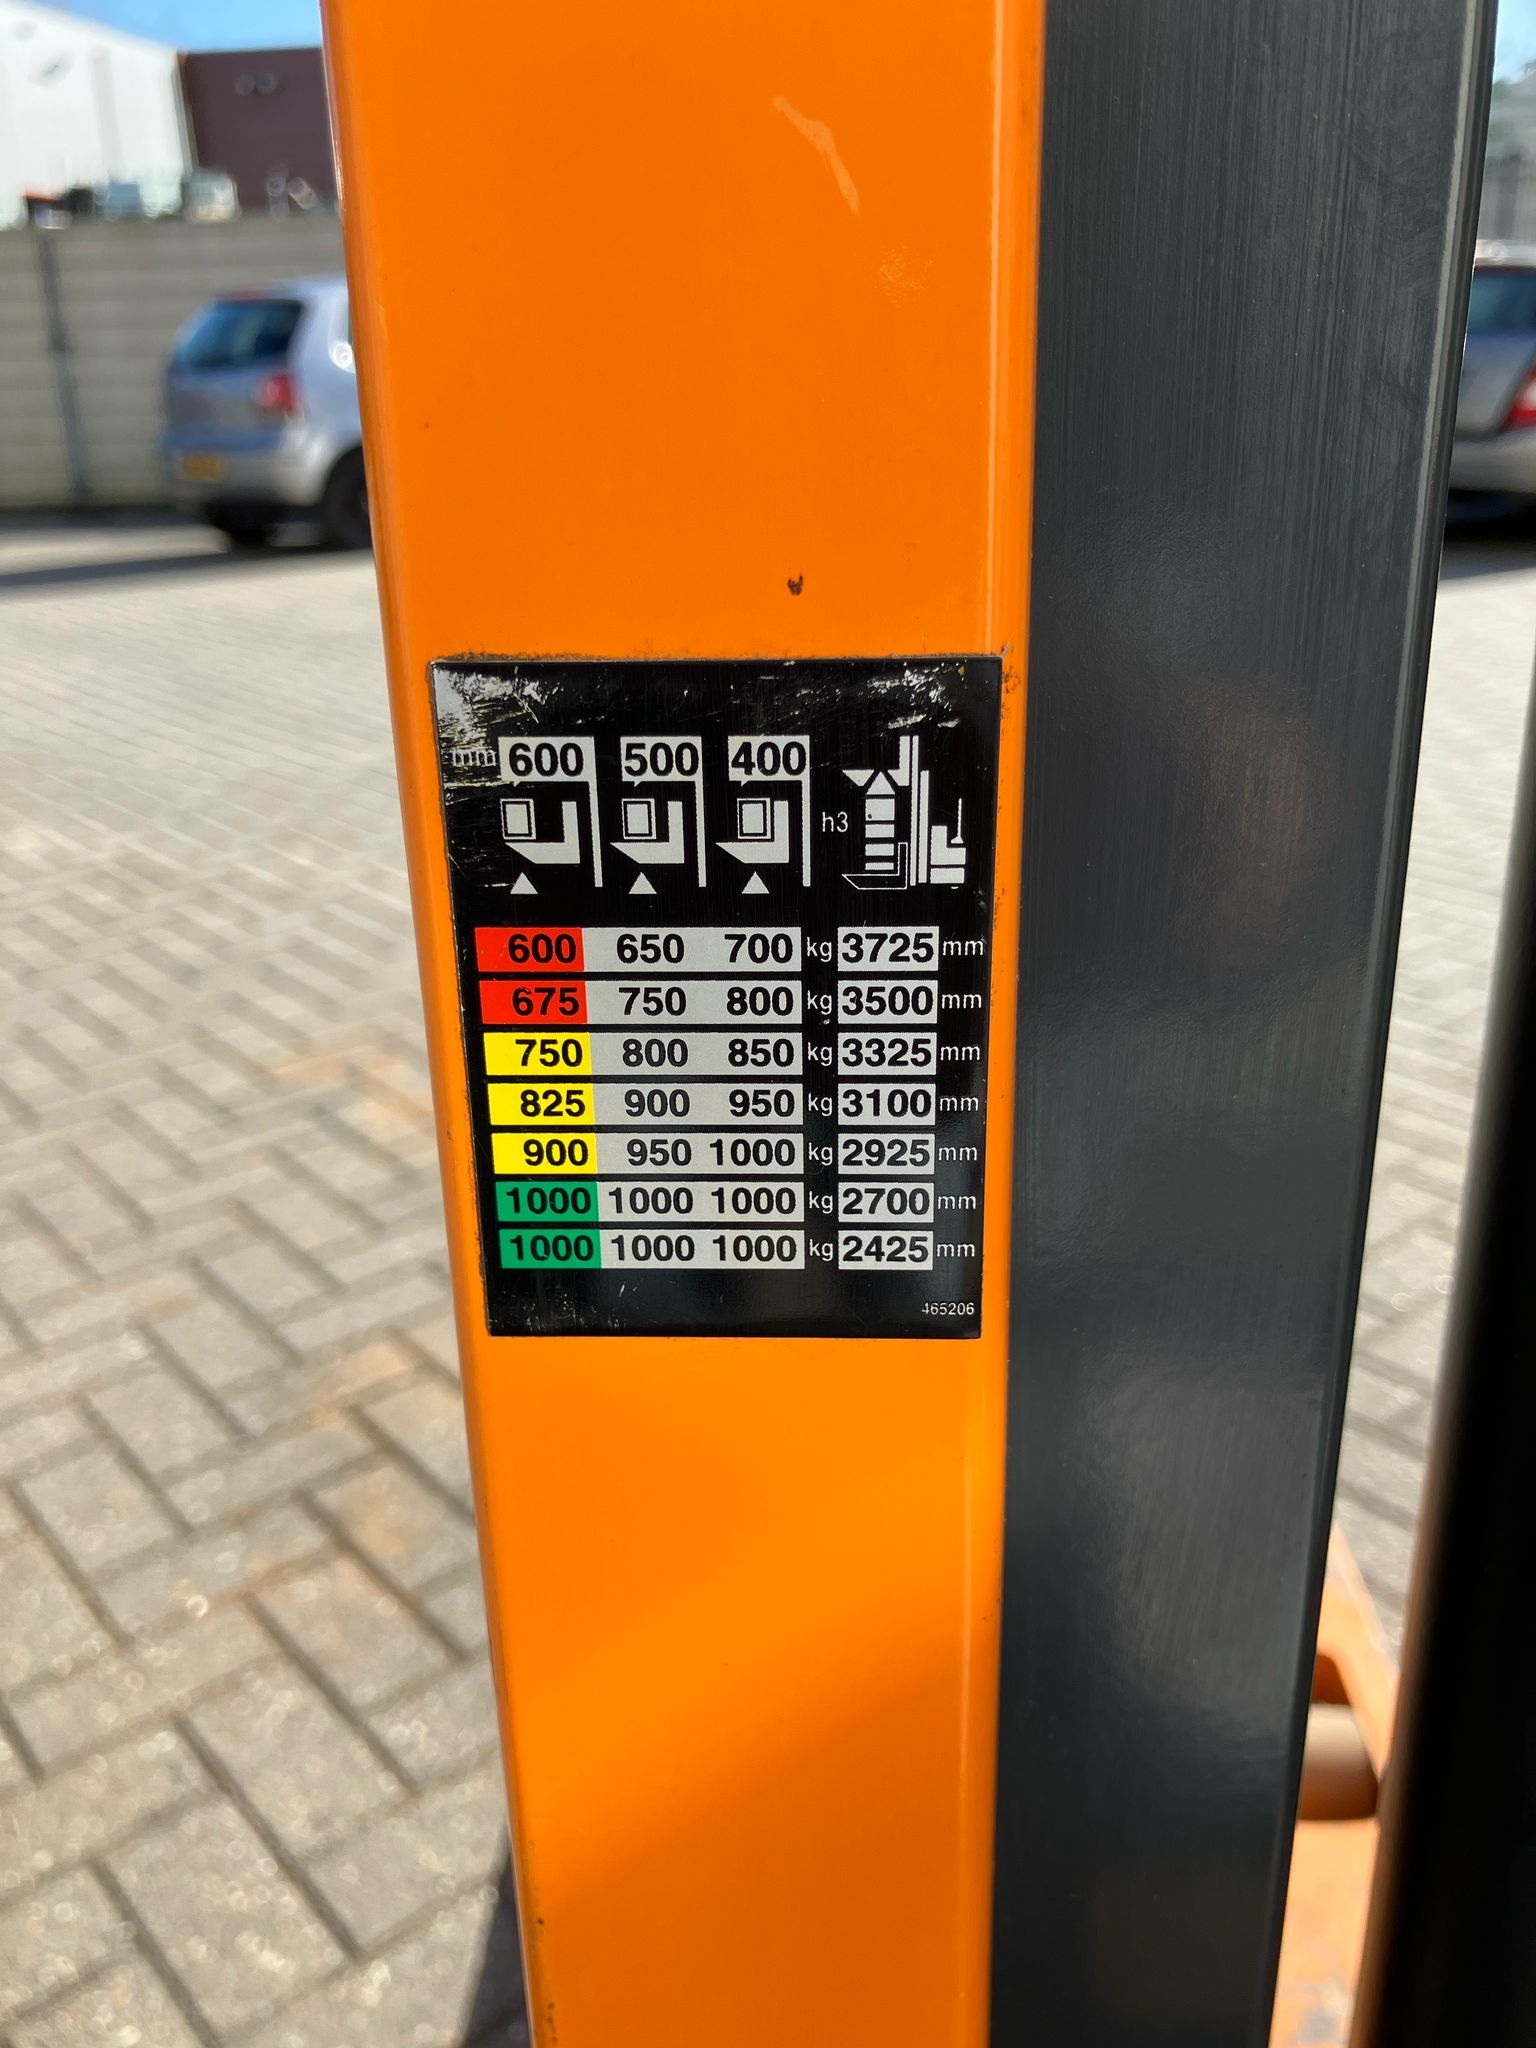 mm 600 500 400
h3
600 650 700 kg 3725 mm
675 750 800 kg 3500 mm
750 800 850 kg 3325 mm
825 900 950 kg 3100 mm
900 950 1000 kg 2925 mm
1000 1000 1000 kg 2700 mm
1000 1000 1000 kg 2425 mm
465206